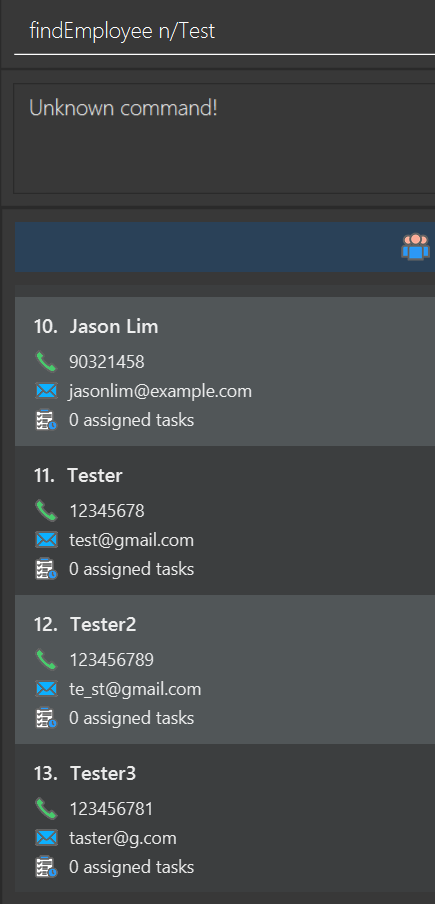 findEmployee n/Test
Unknown command!
10. Jason Lim
90321458
jasonlim@example.com
0 assigned tasks
11. Tester
12345678
test@gmail.com
0 assigned tasks
12. Tester2
123456789
te_st@gmail.com
0 assigned tasks
13. Tester3
123456781
taster@g.com
0 assigned tasks